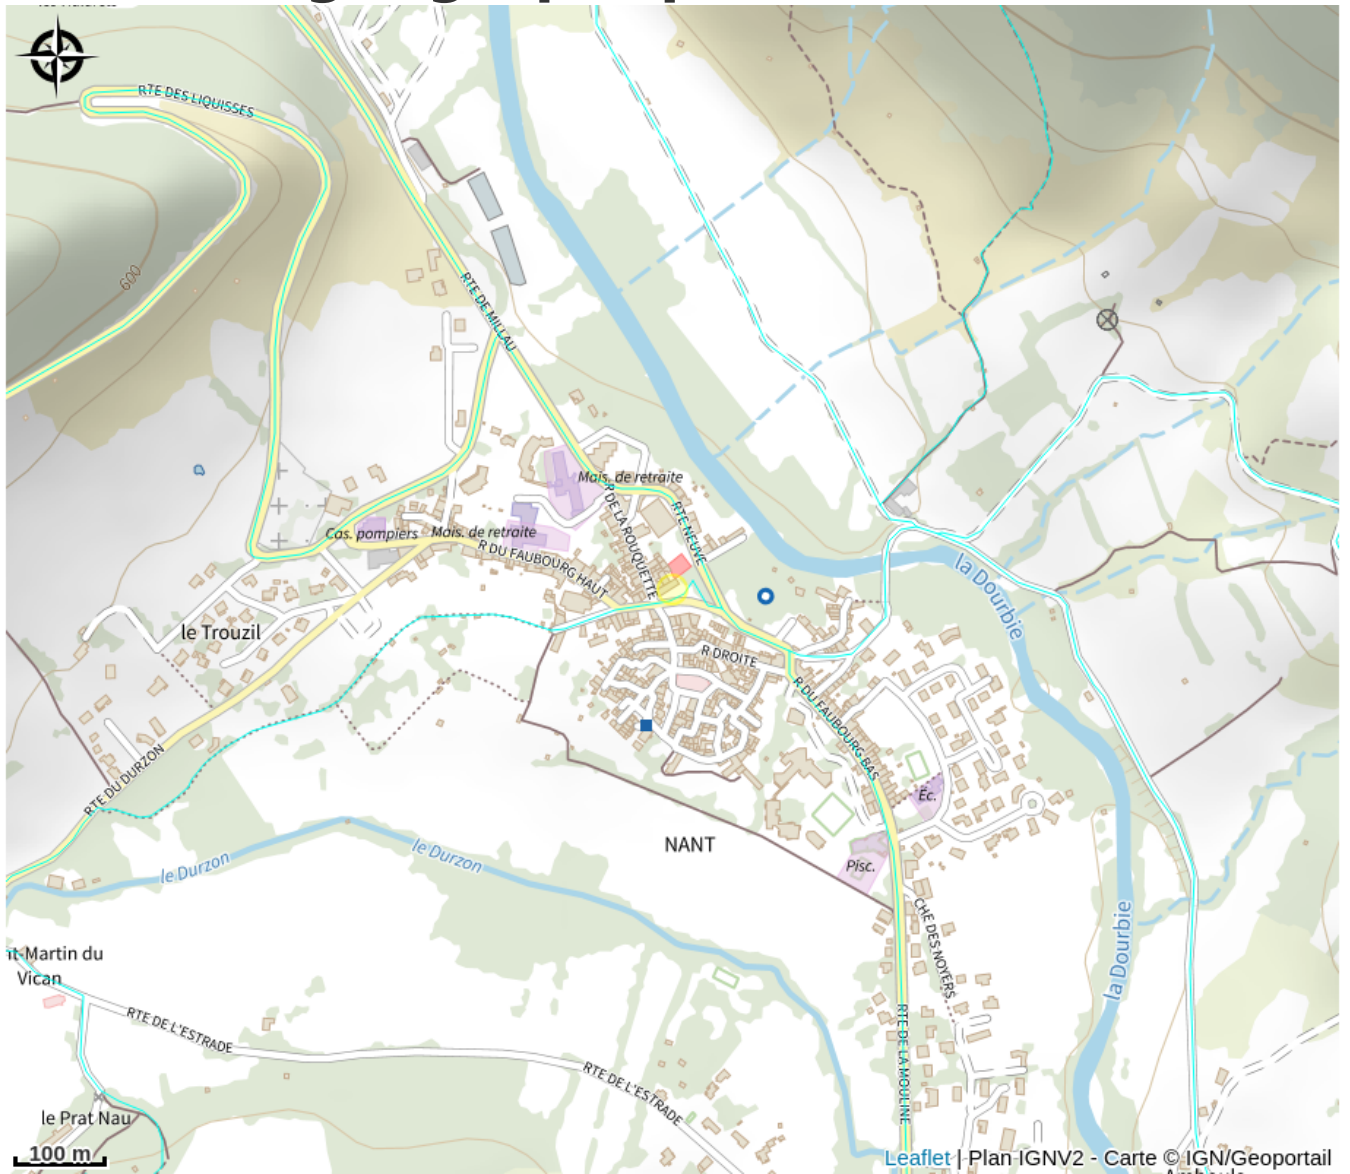 RTE DES LIQUISSES
600
RTE DE MILLAU
Mais. de retraite
R DE LA ROUQUETTE
RTE NEUVE
Cas. pompiers
Mais. de retraite
R DU FAUBOURG HAUT
la Dourbie
le Trouzil
R DROITE
R DU FAUBOURG BAS
RTE DU DURZON
Éc.
NANT
le Durzon
le Durzon
Pisc.
CHE DES NOYERS
la Dourbie
nt-Martin du
Vican
RTE DE L'ESTRADE
RTE DE L'ESTRADE
RTE DE LA MOULINE
le Prat Nau
100 m
Leaflet | Plan IGNV2 - Carte © IGN/Geoportail